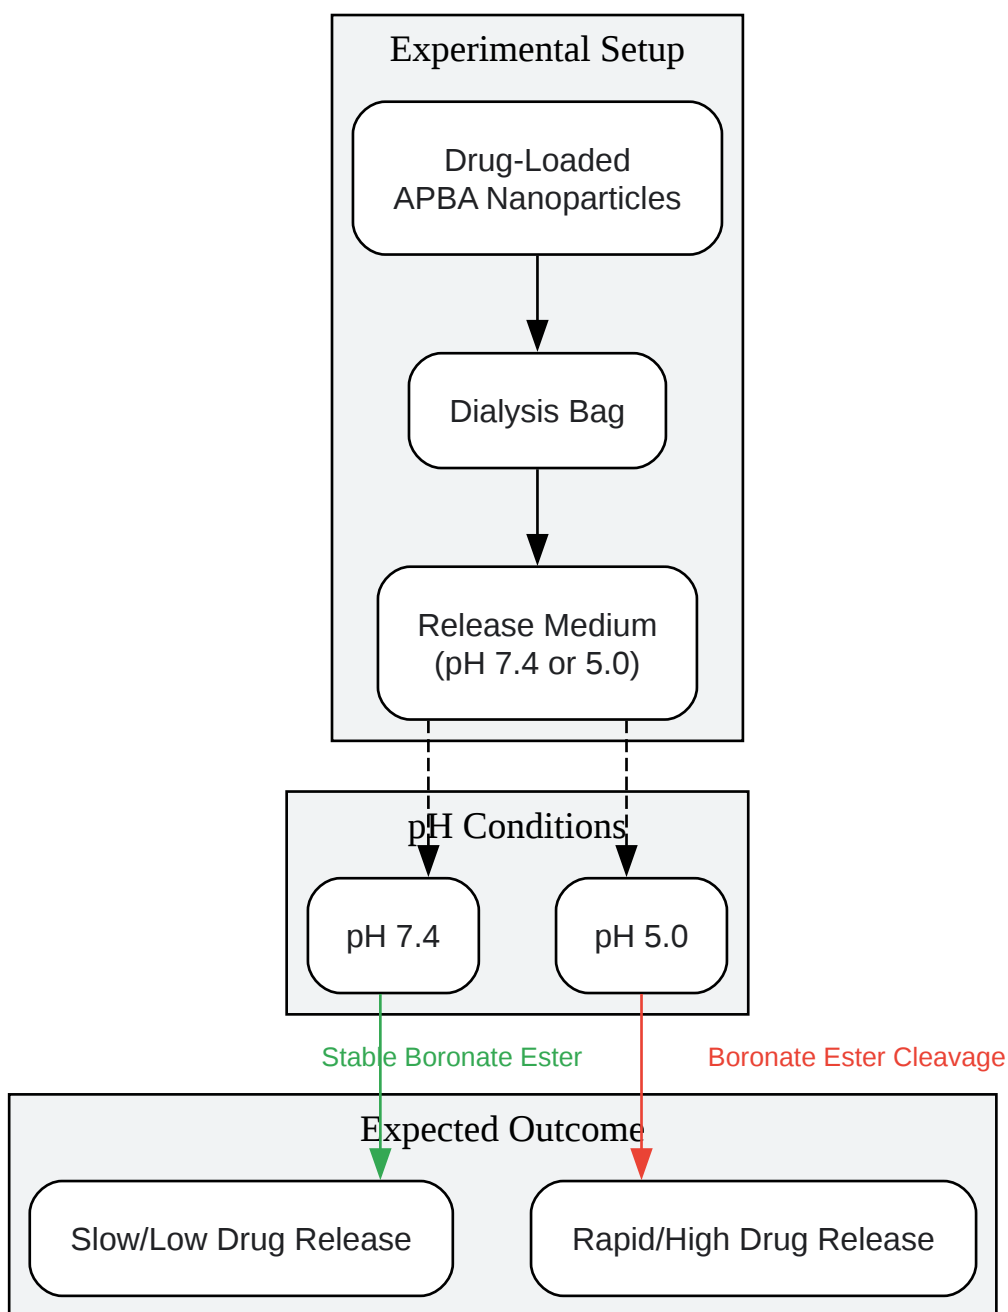 Experimental Setup
Drug-Loaded
APBA Nanoparticles
Dialysis Bag
Release Medium
(pH 7.4 or 5.0)
pH Conditions
pH 7.4
pH 5.0
Stable Boronate Ester
Boronate Ester Cleavage
Expected Outcome
Slow/Low Drug Release
Rapid/High Drug Release